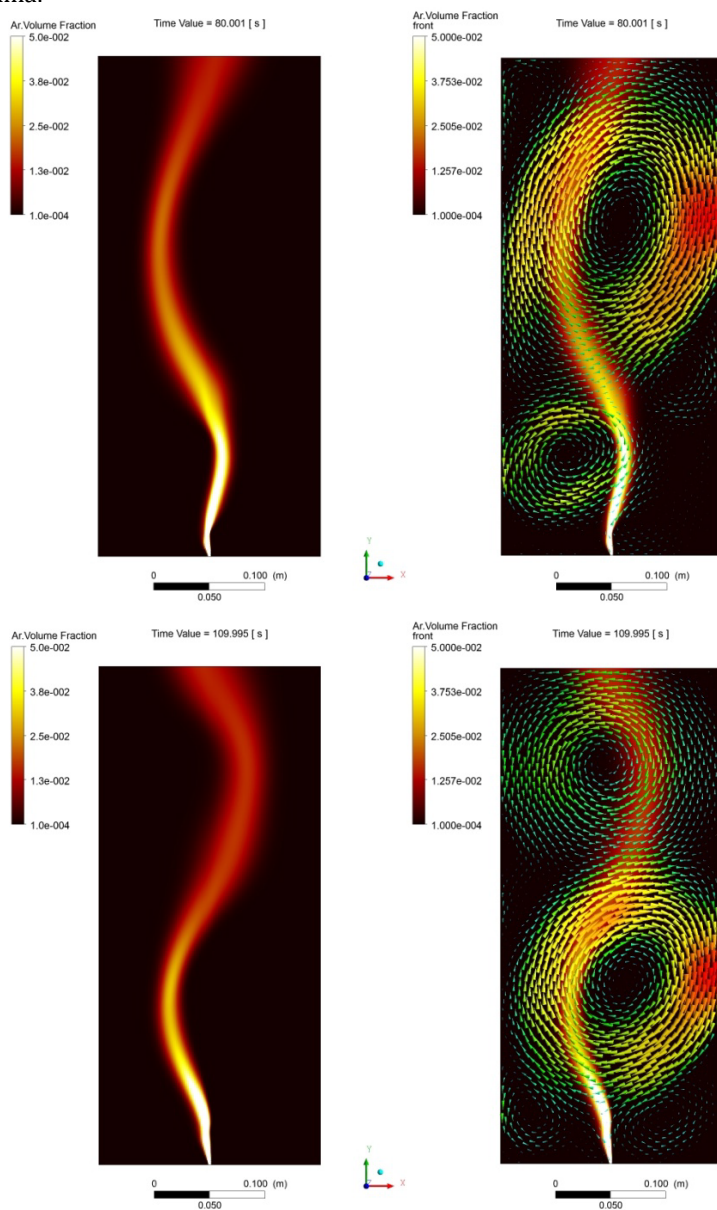 Ar.Volume Fraction
Time Value = 80.001 [ s ]
5.0e-002
3.8e-002
2.5e-002
1.3e-002
1.0e-004
0 0.100 (m)
0.050
Ar.Volume Fraction
front
Time Value = 80.001 [ s ]
5.000e-002
3.753e-002
2.505e-002
1.257e-002
1.000e-004
Y
Z X
0 0.100 (m)
0.050
Ar.Volume Fraction
Time Value = 109.995 [ s ]
5.0e-002
3.8e-002
2.5e-002
1.3e-002
1.0e-004
0 0.100 (m)
0.050
Ar.Volume Fraction
front
Time Value = 109.995 [ s ]
5.000e-002
3.753e-002
2.505e-002
1.257e-002
1.000e-004
Y
Z X
0 0.100 (m)
0.050